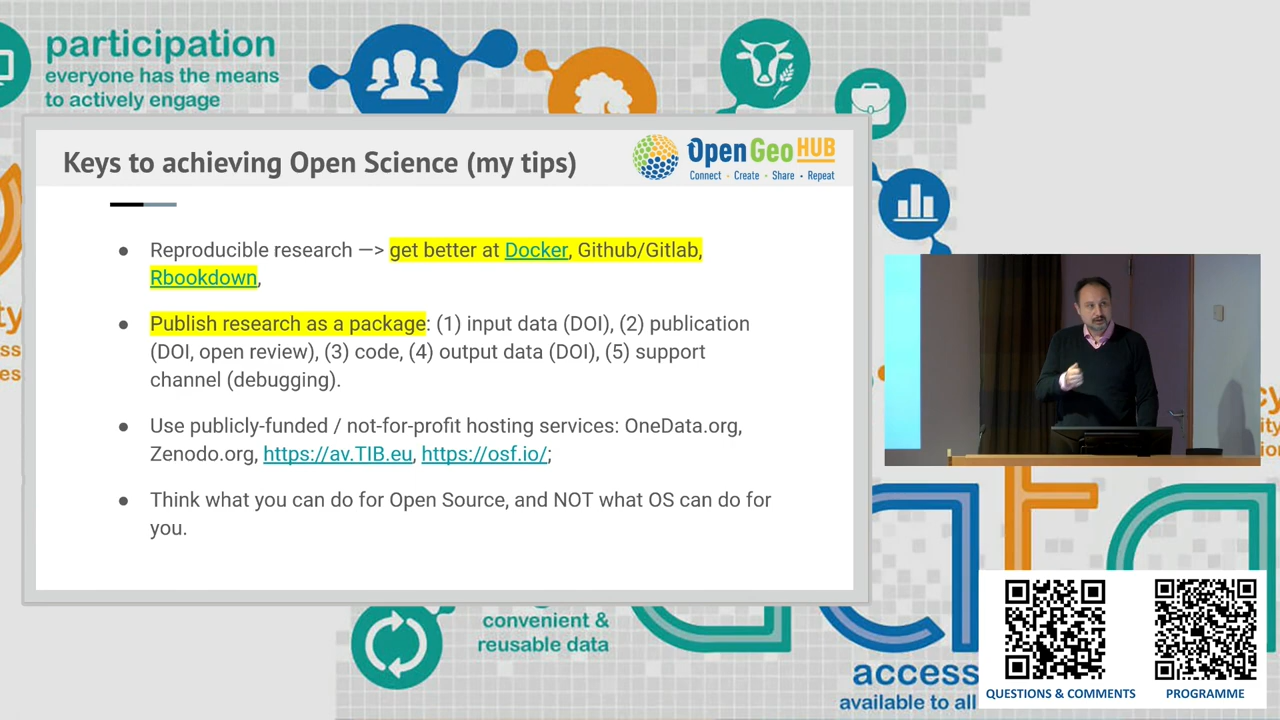 participation
everyone has the means
to actively engage
Keys to achieving Open Science (my tips)
OpenGeoHUB
Connect • Create • Share • Repeat
● Reproducible research —> get better at Docker, Github/Gitlab,
Rbookdown,
● Publish research as a package: (1) input data (DOI), (2) publication
(DOI, open review), (3) code, (4) output data (DOI), (5) support
channel (debugging).
● Use publicly-funded / not-for-profit hosting services: OneData.org,
Zenodo.org, https://av.TIB.eu, https://osf.io/;
● Think what you can do for Open Source, and NOT what OS can do for
you.
convenient &
reusable data
access
available to all
QUESTIONS & COMMENTS
PROGRAMME